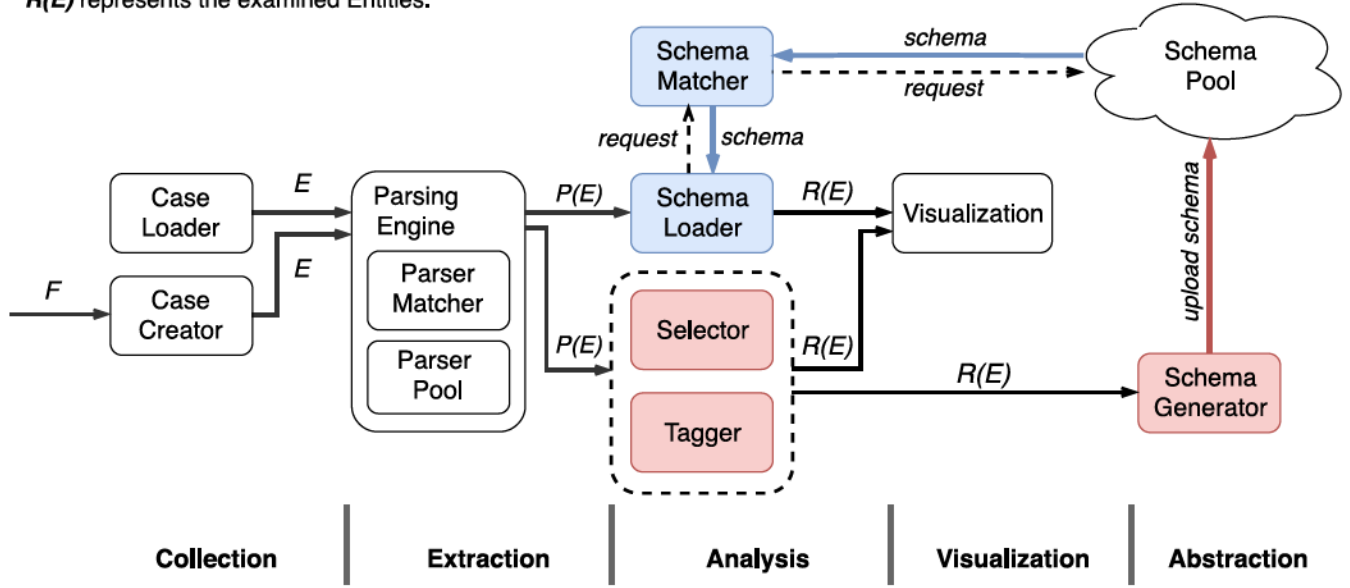 R(E) represents the examined Entities.
Schema
Matcher
schema
request
Schema
Pool
request
schema
Case
Loader
E
Parsing
Engine
P(E)
Schema
Loader
R(E)
Visualization
upload schema
F
Case
Creator
E
Parser
Matcher
Parser
Pool
P(E)
Selector
Tagger
R(E)
R(E)
Schema
Generator
Collection
Extraction
Analysis
Visualization
Abstraction